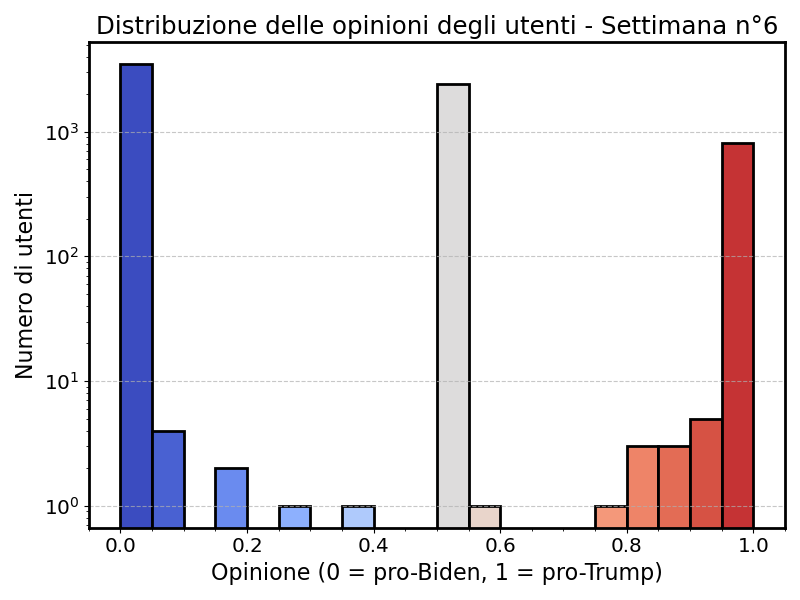 Distribuzione delle opinioni degli utenti - Settimana n°6
Numero di utenti
10³
10²
10¹
10⁰
0.0 0.2 0.4 0.6 0.8 1.0
Opinione (0 = pro-Biden, 1 = pro-Trump)